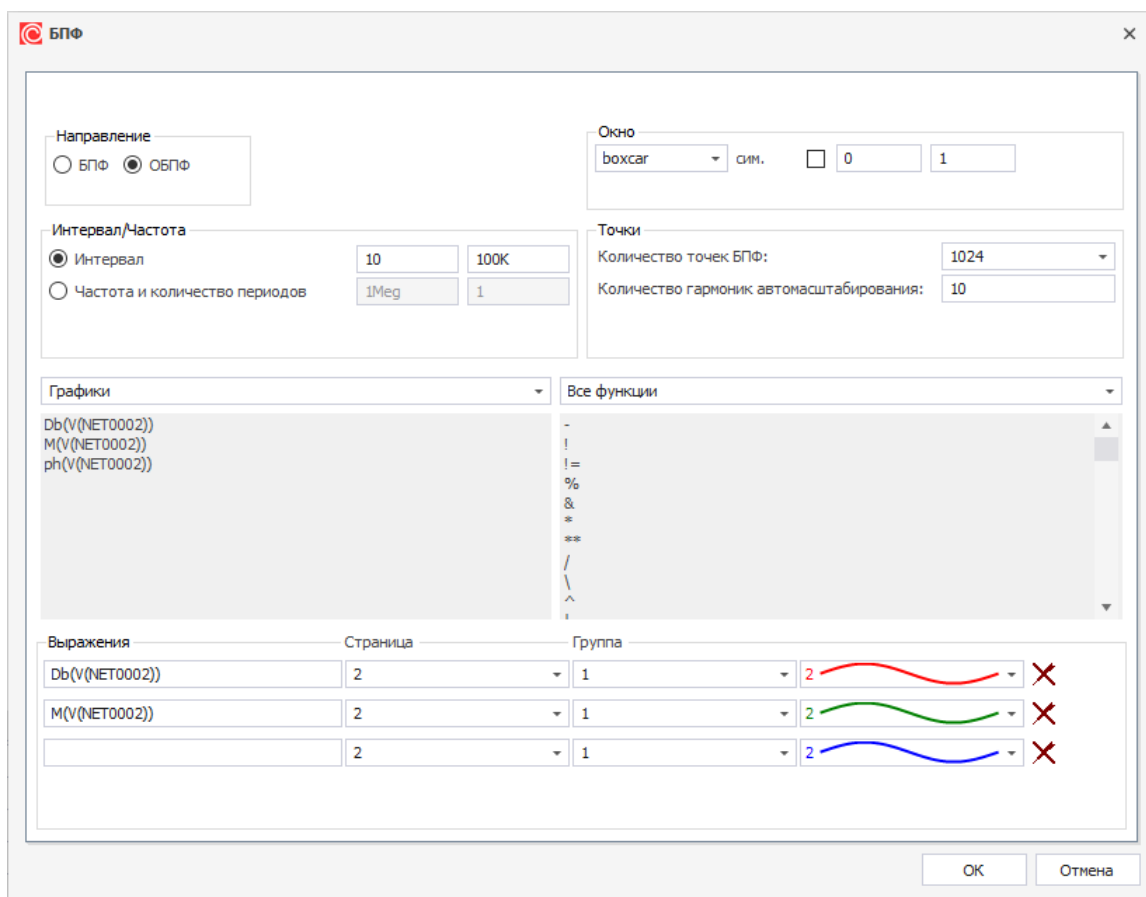 БПФ
Направление
БПФ ОБПФ
Окно
boxcar сим. 0 1
Интервал/Частота
Интервал 10 100K
Частота и количество периодов 1Meg 1
Точки
Количество точек БПФ: 1024
Количество гармоник автомасштабирования: 10
Графики
Db(V(NET0002))
M(V(NET0002))
ph(V(NET0002))
Все функции
-
!
!=
%
&
*
**
/
\
^
Выражения Страница Группа
Db(V(NET0002)) 2 1 2
M(V(NET0002)) 2 1 2
2 1 2
OK Отмена